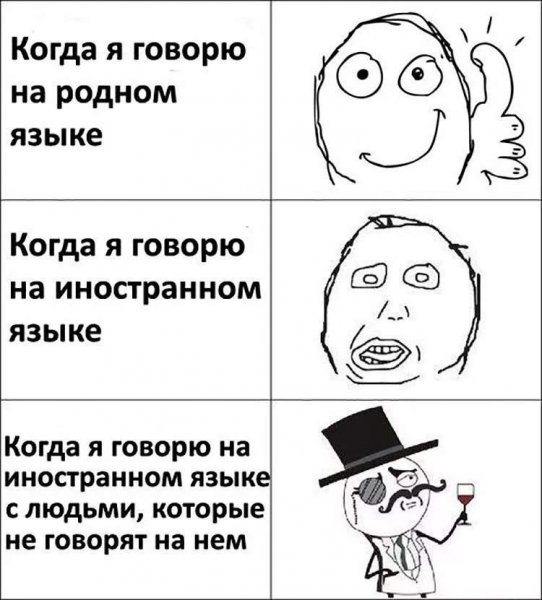 Когда я говорю
на родном
языке
Когда я говорю
на иностранном
языке
Когда я говорю на
иностранном языке
с людьми, которые
не говорят на нем